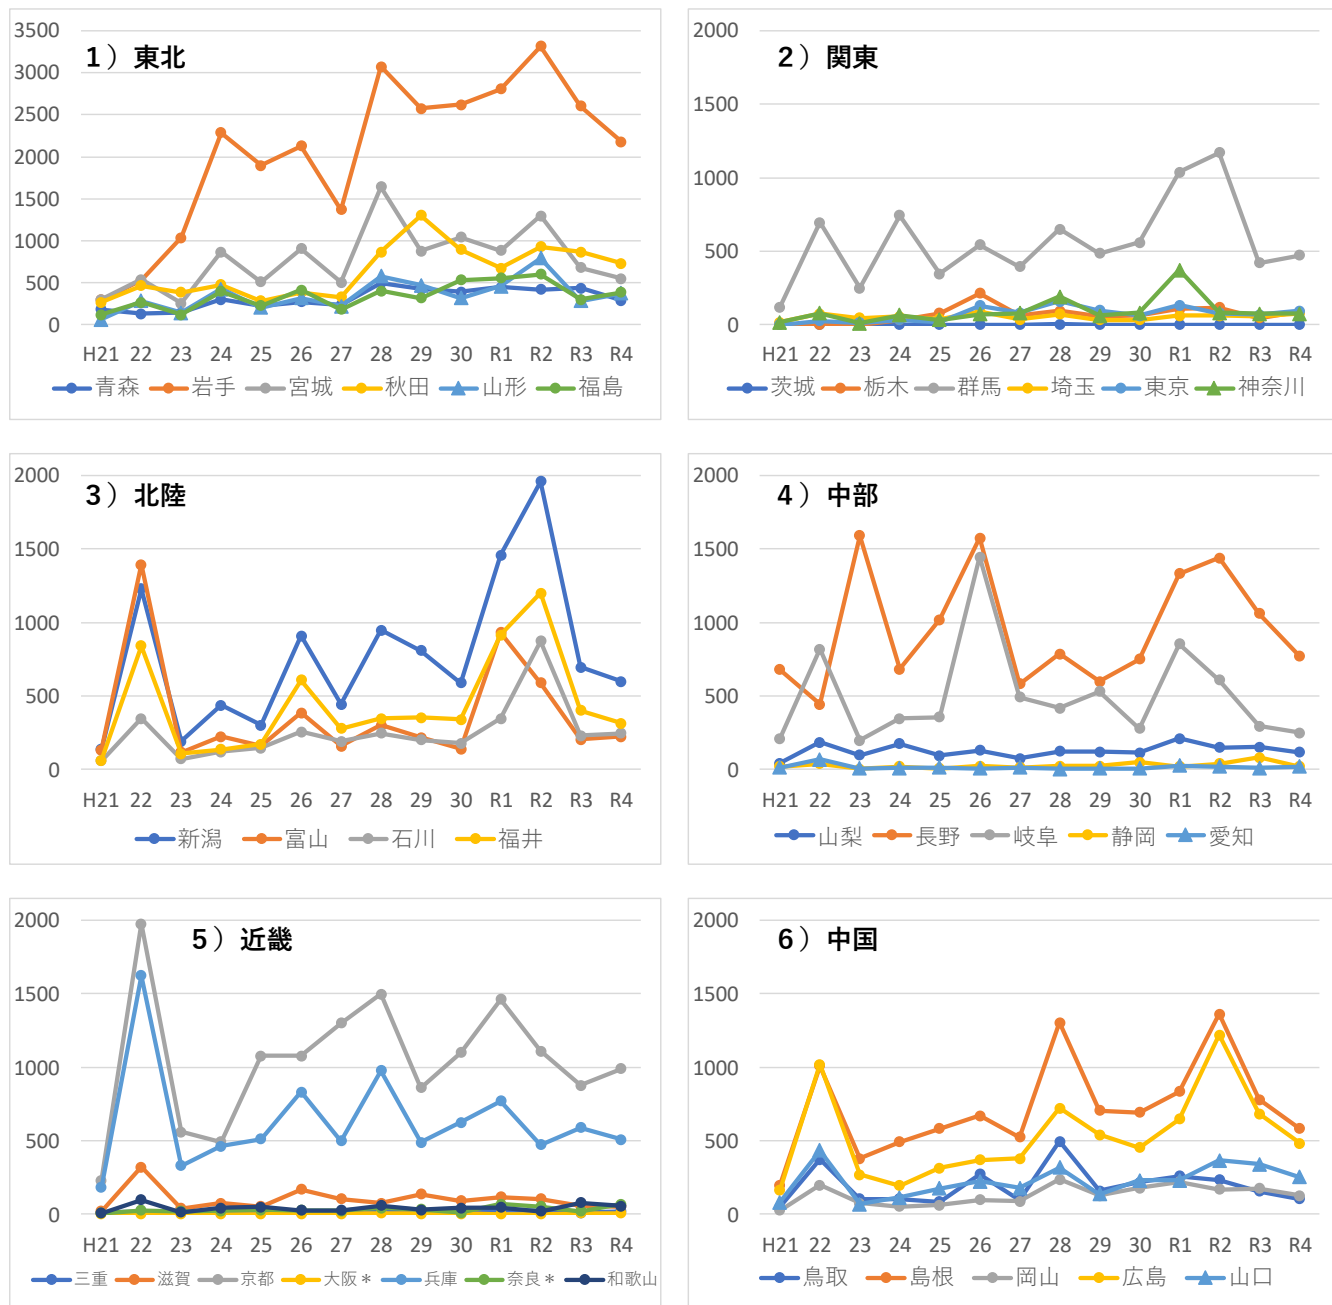 1）東北
3500
3000
2500
2000
1500
1000
500
0
H21 22 23 24 25 26 27 28 29 30 R1 R2 R3 R4
青森 岩手 宮城 秋田 山形 福島
2）関東
2000
1500
1000
500
0
H21 22 23 24 25 26 27 28 29 30 R1 R2 R3 R4
茨城 栃木 群馬 埼玉 東京 神奈川
3）北陸
2000
1500
1000
500
0
H21 22 23 24 25 26 27 28 29 30 R1 R2 R3 R4
新潟 富山 石川 福井
4）中部
2000
1500
1000
500
0
H21 22 23 24 25 26 27 28 29 30 R1 R2 R3 R4
山梨 長野 岐阜 静岡 愛知
5）近畿
2000
1500
1000
500
0
H21 22 23 24 25 26 27 28 29 30 R1 R2 R3 R4
三重 滋賀 京都 大阪＊ 兵庫 奈良＊ 和歌山
6）中国
2000
1500
1000
500
0
H21 22 23 24 25 26 27 28 29 30 R1 R2 R3 R4
鳥取 島根 岡山 広島 山口